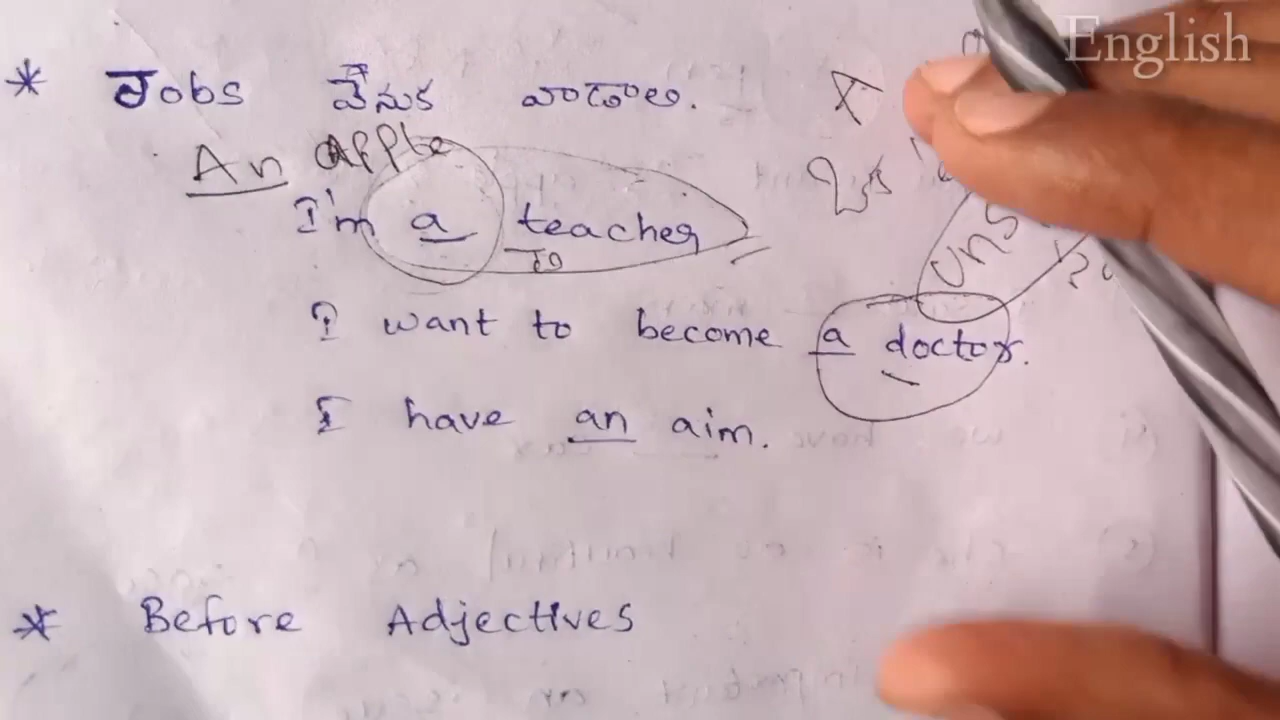 English
* Jobs వెనుక వాడాలి.
An apple
I'm a teacher
I want to become a doctor.
I have an aim.
* Before Adjectives